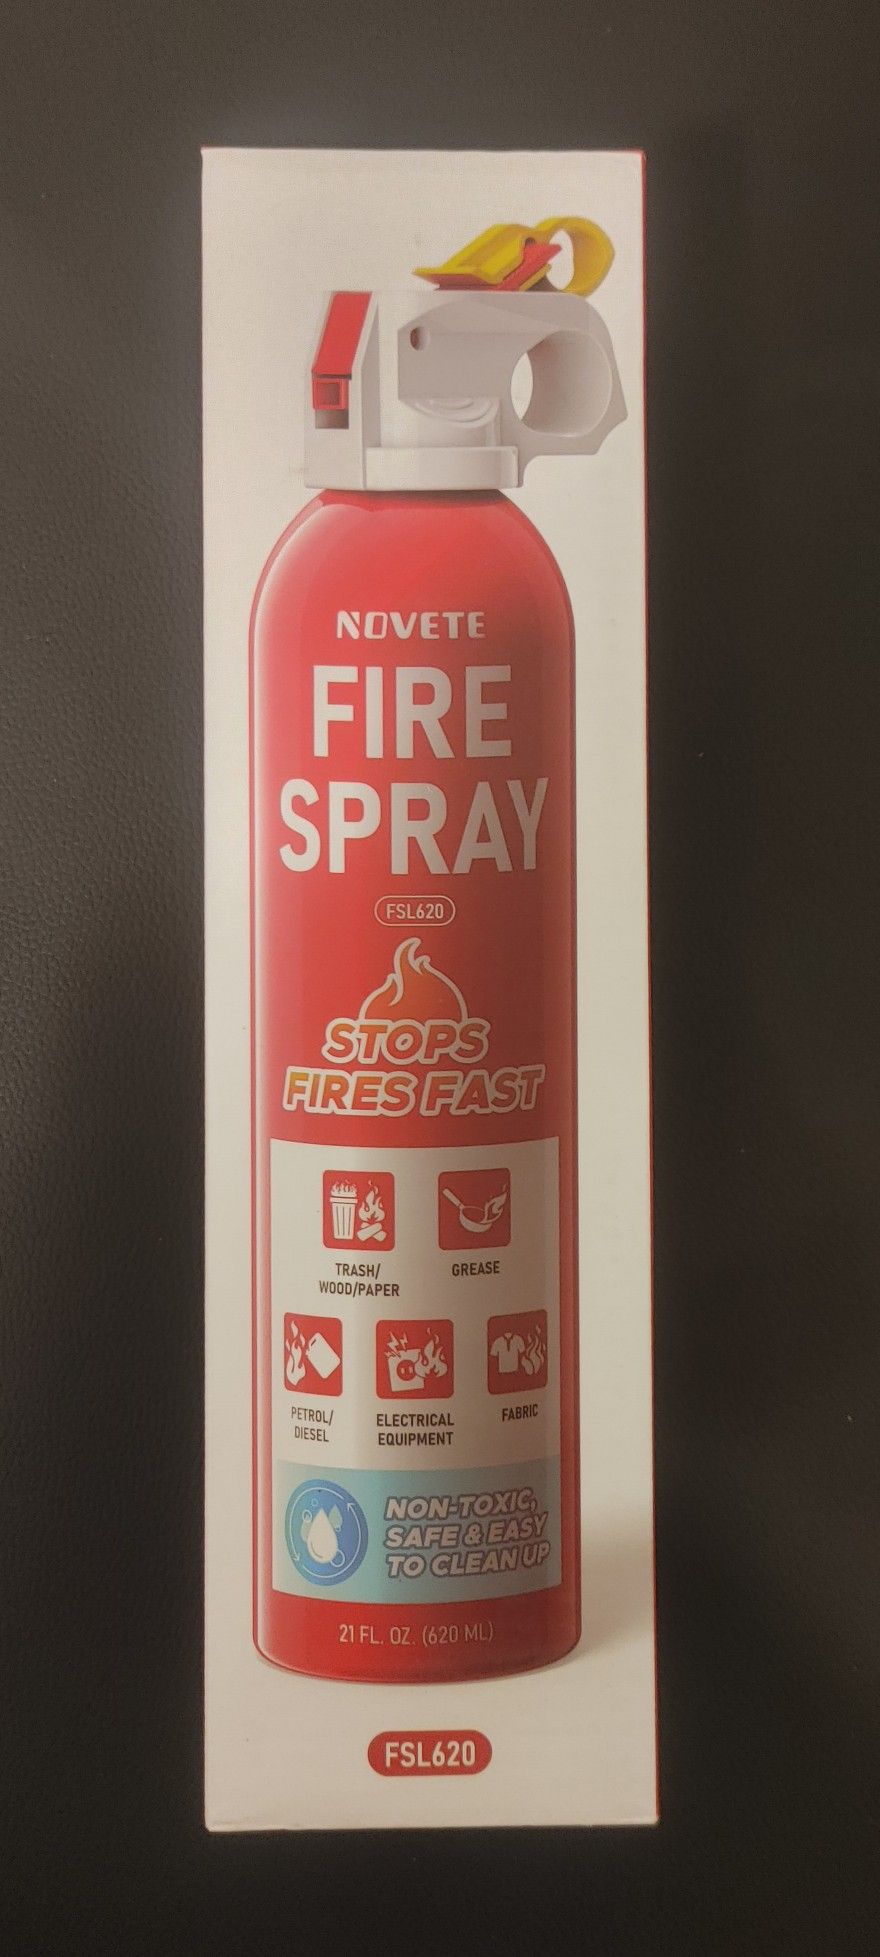 NOVETE
FIRE
SPRAY
FSL620
STOPS
FIRES FAST
TRASH/
WOOD/PAPER
GREASE
PETROL/
DIESEL
ELECTRICAL
EQUIPMENT
FABRIC
NON-TOXIC,
SAFE & EASY
TO CLEAN UP
21 FL. OZ. (620 ML)
FSL620